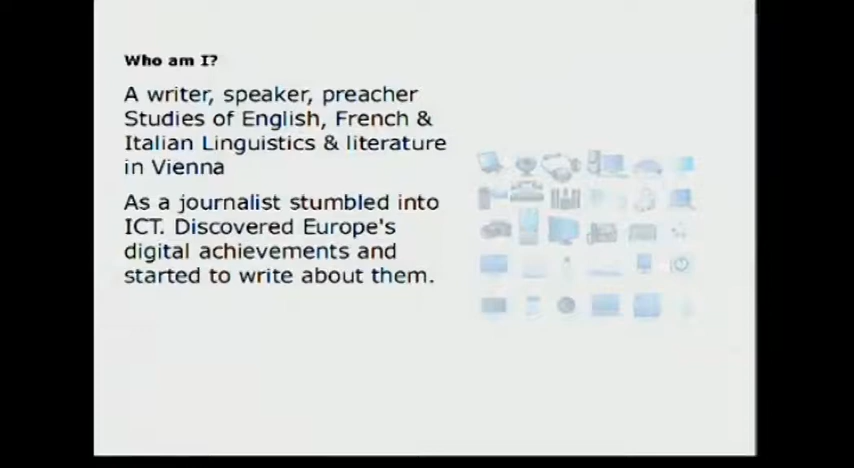 Who am I?
A writer, speaker, preacher
Studies of English, French &
Italian Linguistics & literature
in Vienna
As a journalist stumbled into
ICT. Discovered Europe's
digital achievements and
started to write about them.